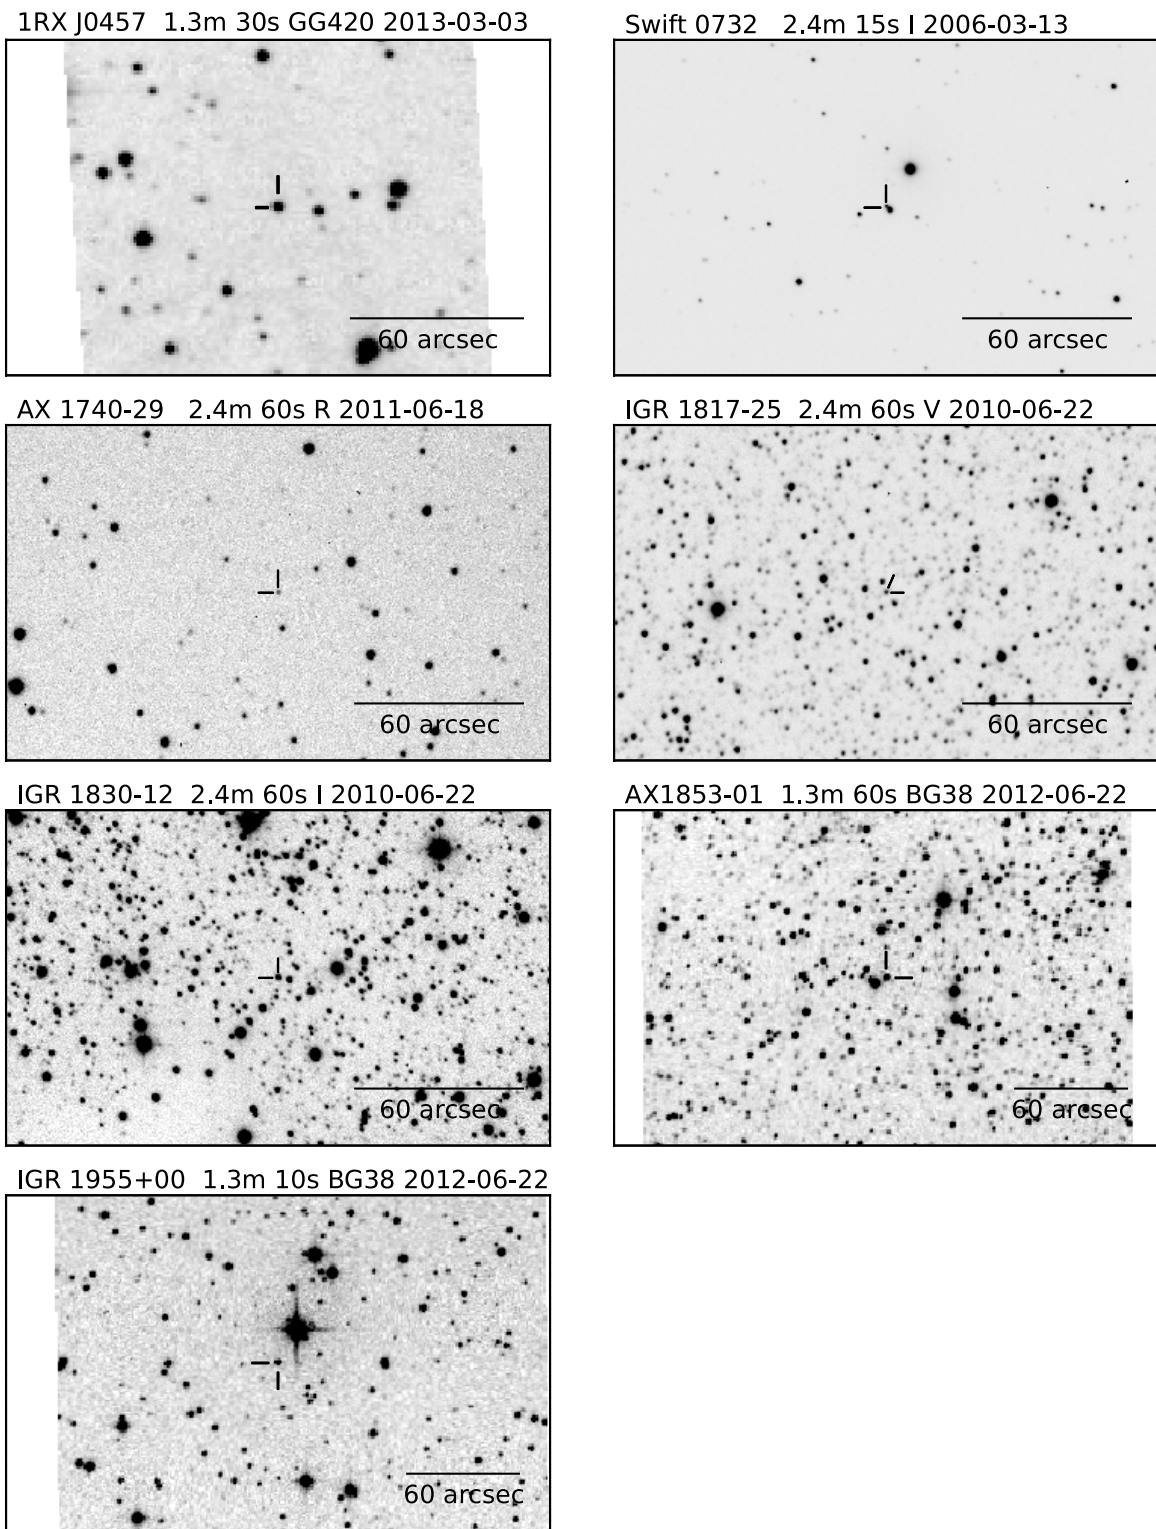 1RX J0457  1.3m 30s GG420 2013-03-03
60 arcsec
Swift 0732   2.4m 15s I 2006-03-13
60 arcsec
AX 1740-29   2.4m 60s R 2011-06-18
60 arcsec
IGR 1817-25  2.4m 60s V 2010-06-22
60 arcsec
IGR 1830-12  2.4m 60s I 2010-06-22
60 arcsec
AX1853-01  1.3m 60s BG38 2012-06-22
60 arcsec
IGR 1955+00  1.3m 10s BG38 2012-06-22
60 arcsec